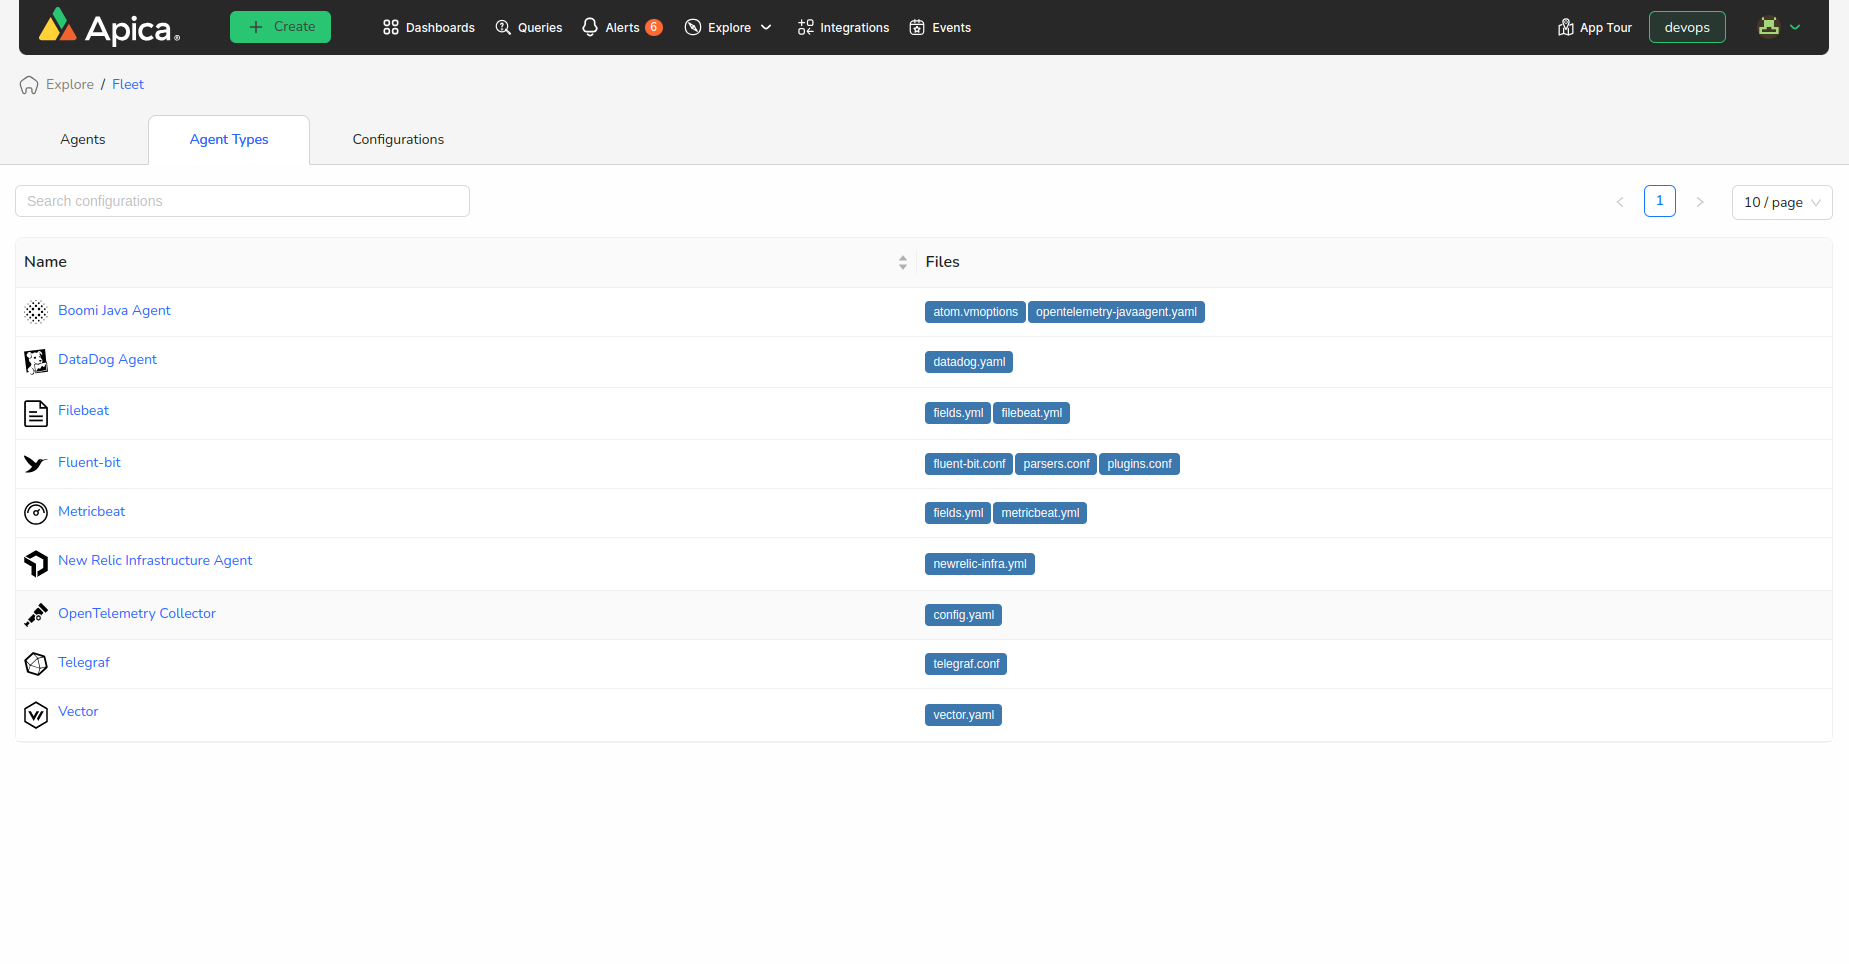 Apica® + Create Dashboards Queries Alerts 6 Explore Integrations Events App Tour devops
Explore / Fleet
Agents Agent Types Configurations
Search configurations < 1 > 10 / page
Name Files
Boomi Java Agent atom.vmoptions opentelemetry-javaagent.yaml
DataDog Agent datadog.yaml
Filebeat fields.yml filebeat.yml
Fluent-bit fluent-bit.conf parsers.conf plugins.conf
Metricbeat fields.yml metricbeat.yml
New Relic Infrastructure Agent newrelic-infra.yml
OpenTelemetry Collector config.yaml
Telegraf telegraf.conf
Vector vector.yaml